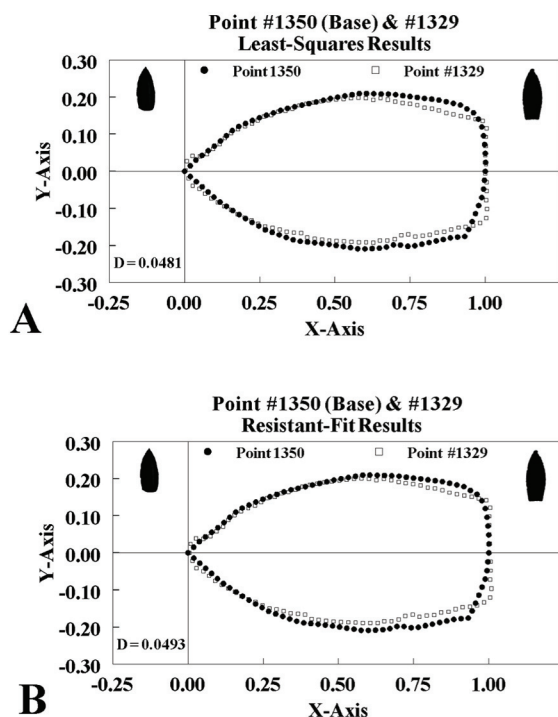 Point #1350 (Base) & #1329
Least-Squares Results
Point1350
Point #1329
0.30
0.20
0.10
0.00
-0.10
-0.20
-0.30
Y-Axis
D = 0.0481
-0.25
0.00
0.25
0.50
0.75
1.00
X-Axis
A
Point #1350 (Base) & #1329
Resistant-Fit Results
Point1350
Point #1329
0.30
0.20
0.10
0.00
-0.10
-0.20
-0.30
Y-Axis
D = 0.0493
-0.25
0.00
0.25
0.50
0.75
1.00
X-Axis
B